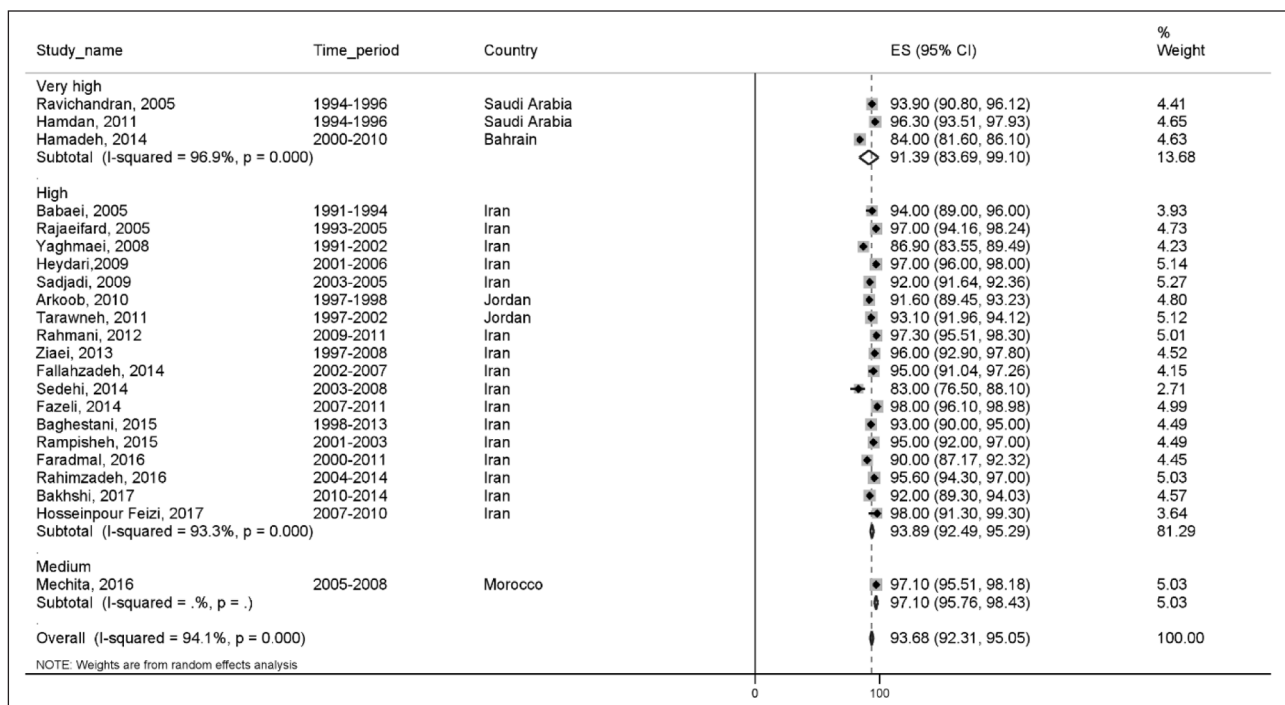 Study_name Time_period Country ES (95% CI) % Weight
Very high
Ravichandran, 2005 1994-1996 Saudi Arabia 93.90 (90.80, 96.12) 4.41
Hamdan, 2011 1994-1996 Saudi Arabia 96.30 (93.51, 97.93) 4.65
Hamadeh, 2014 2000-2010 Bahrain 84.00 (81.60, 86.10) 4.63
Subtotal (I-squared = 96.9%, p = 0.000) 91.39 (83.69, 99.10) 13.68
.
High
Babaei, 2005 1991-1994 Iran 94.00 (89.00, 96.00) 3.93
Rajaeifard, 2005 1993-2005 Iran 97.00 (94.16, 98.24) 4.73
Yaghmaei, 2008 1991-2002 Iran 86.90 (83.55, 89.49) 4.23
Heydari,2009 2001-2006 Iran 97.00 (96.00, 98.00) 5.14
Sadjadi, 2009 2003-2005 Iran 92.00 (91.64, 92.36) 5.27
Arkoob, 2010 1997-1998 Jordan 91.60 (89.45, 93.23) 4.80
Tarawneh, 2011 1997-2002 Jordan 93.10 (91.96, 94.12) 5.12
Rahmani, 2012 2009-2011 Iran 97.30 (95.51, 98.30) 5.01
Ziaei, 2013 1997-2008 Iran 96.00 (92.90, 97.80) 4.52
Fallahzadeh, 2014 2002-2007 Iran 95.00 (91.04, 97.26) 4.15
Sedehi, 2014 2003-2008 Iran 83.00 (76.50, 88.10) 2.71
Fazeli, 2014 2007-2011 Iran 98.00 (96.10, 98.98) 4.99
Baghestani, 2015 1998-2013 Iran 93.00 (90.00, 95.00) 4.49
Rampisheh, 2015 2001-2003 Iran 95.00 (92.00, 97.00) 4.49
Faradmal, 2016 2000-2011 Iran 90.00 (87.17, 92.32) 4.45
Rahimzadeh, 2016 2004-2014 Iran 95.60 (94.30, 97.00) 5.03
Bakhshi, 2017 2010-2014 Iran 92.00 (89.30, 94.03) 4.57
Hosseinpour Feizi, 2017 2007-2010 Iran 98.00 (91.30, 99.30) 3.64
Subtotal (I-squared = 93.3%, p = 0.000) 93.89 (92.49, 95.29) 81.29
.
Medium
Mechita, 2016 2005-2008 Morocco 97.10 (95.51, 98.18) 5.03
Subtotal (I-squared = .%, p = .) 97.10 (95.76, 98.43) 5.03
.
Overall (I-squared = 94.1%, p = 0.000) 93.68 (92.31, 95.05) 100.00
NOTE: Weights are from random effects analysis
0 100